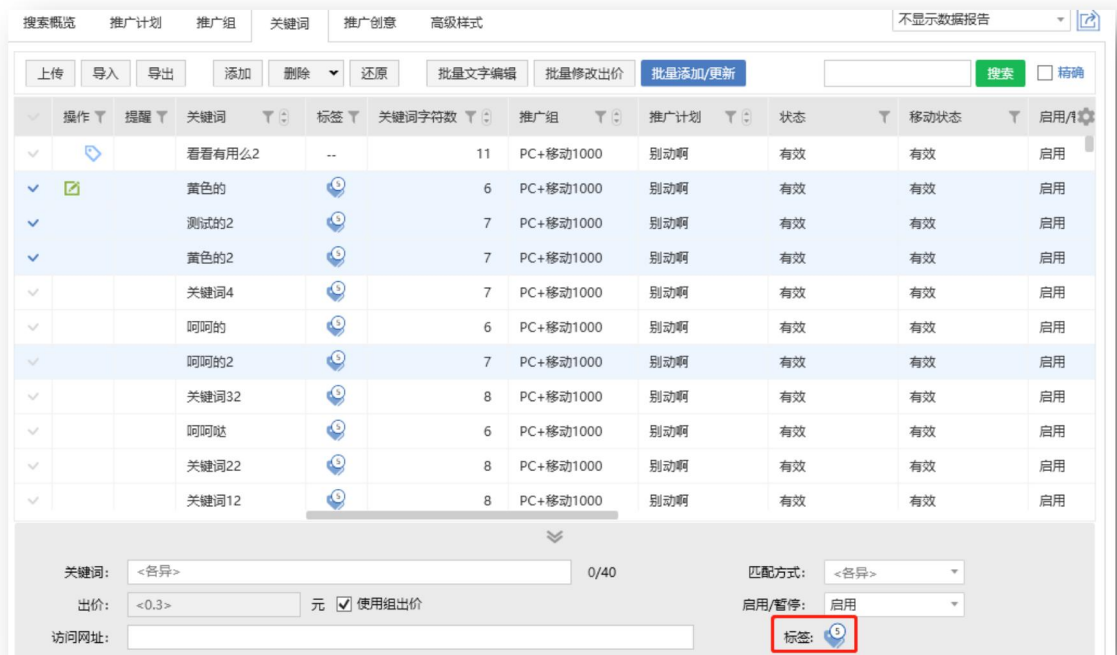 搜索概览 推广计划 推广组 关键词 推广创意 高级样式 不显示数据报告
上传 导入 导出 添加 删除 还原 批量文字编辑 批量修改出价 批量添加/更新 搜索 精确
操作 提醒 关键词 标签 关键词字符数 推广组 推广计划 状态 移动状态 启用/
看看有用么2 -- 11 PC+移动1000 别动啊 有效 有效 启用
黄色的 5 6 PC+移动1000 别动啊 有效 有效 启用
测试的2 5 7 PC+移动1000 别动啊 有效 有效 启用
黄色的2 5 7 PC+移动1000 别动啊 有效 有效 启用
关键词4 5 7 PC+移动1000 别动啊 有效 有效 启用
呵呵的 5 6 PC+移动1000 别动啊 有效 有效 启用
呵呵的2 5 7 PC+移动1000 别动啊 有效 有效 启用
关键词32 5 8 PC+移动1000 别动啊 有效 有效 启用
呵呵哒 5 6 PC+移动1000 别动啊 有效 有效 启用
关键词22 5 8 PC+移动1000 别动啊 有效 有效 启用
关键词12 5 8 PC+移动1000 别动啊 有效 有效 启用
关键词: <各异> 0/40 匹配方式: <各异>
出价: <0.3> 元 使用组出价 启用/暂停: 启用
访问网址: 标签: 5